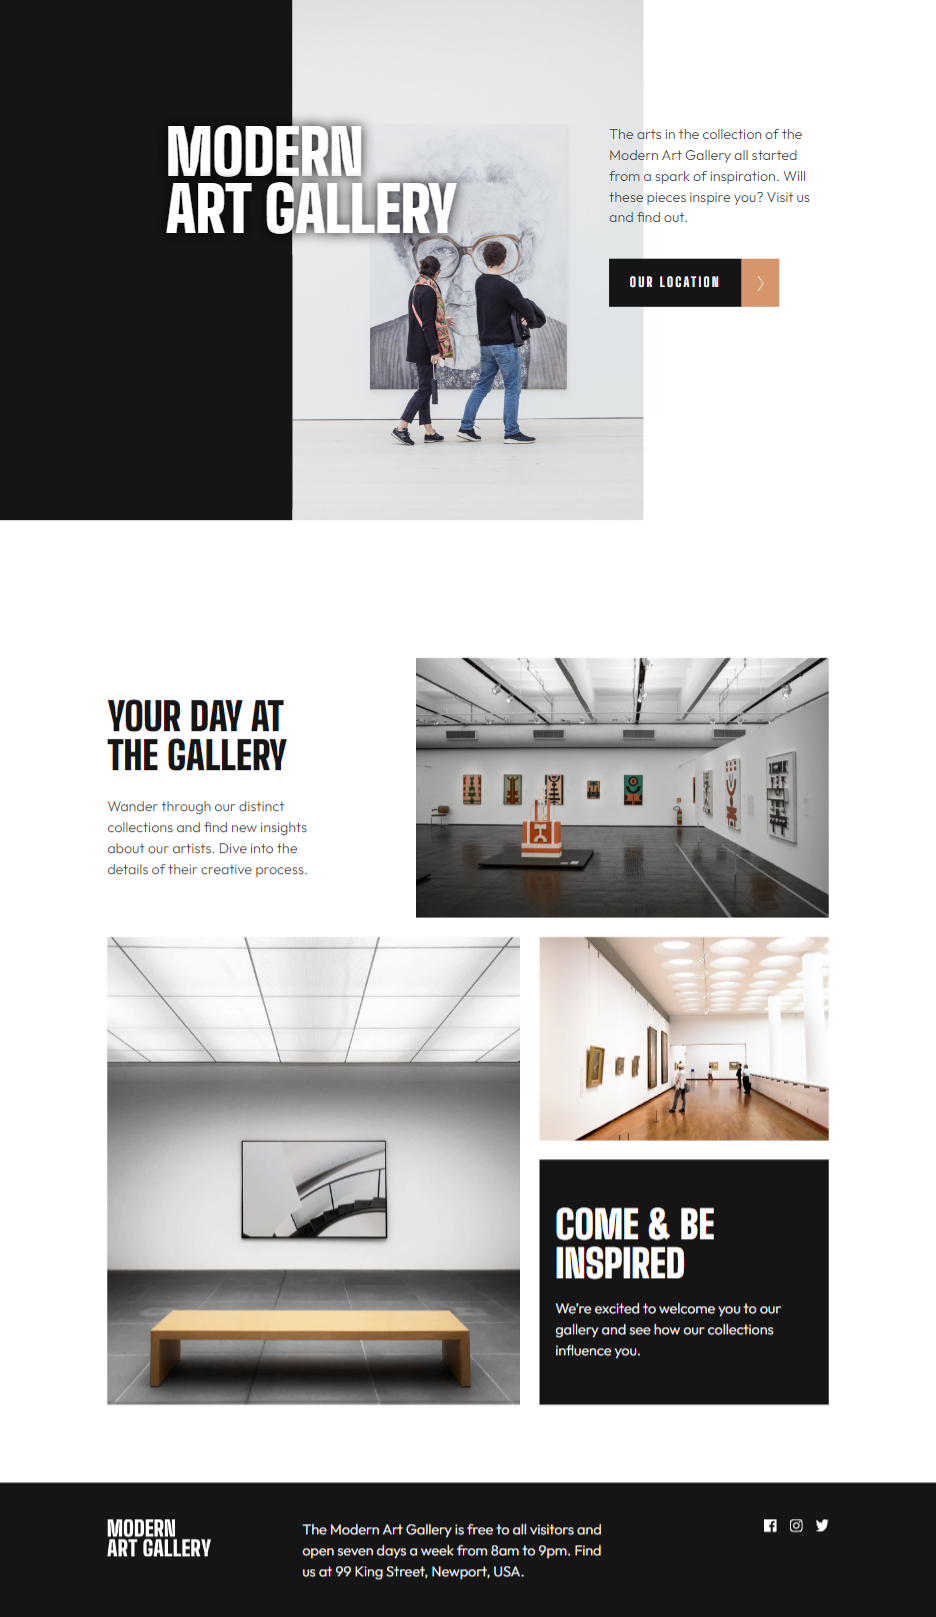 MODERN
ART GALLERY
The arts in the collection of the
Modern Art Gallery all started
from a spark of inspiration. Will
these pieces inspire you? Visit us
and find out.
OUR LOCATION
YOUR DAY AT
THE GALLERY
Wander through our distinct
collections and find new insights
about our artists. Dive into the
details of their creative process.
COME & BE
INSPIRED
We're excited to welcome you to our
gallery and see how our collections
influence you.
MODERN
ART GALLERY
The Modern Art Gallery is free to all visitors and
open seven days a week from 8am to 9pm. Find
us at 99 King Street, Newport, USA.